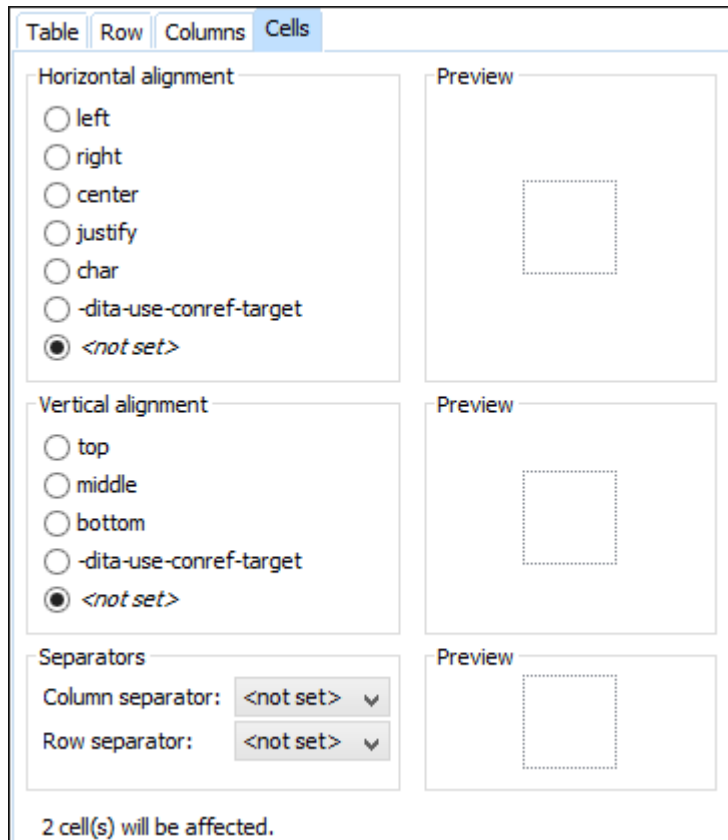 Table Row Columns Cells
Horizontal alignment
left
right
center
justify
char
-dita-use-conref-target
<not set>
Preview
Vertical alignment
top
middle
bottom
-dita-use-conref-target
<not set>
Preview
Separators
Column separator: <not set>
Row separator: <not set>
Preview
2 cell(s) will be affected.